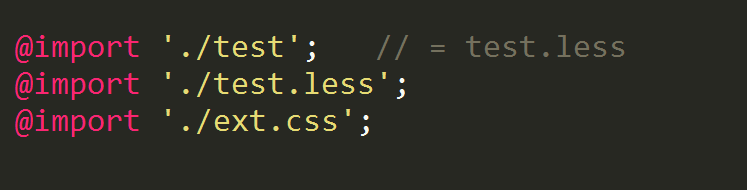 @import './test';   // = test.less
@import './test.less';
@import './ext.css';